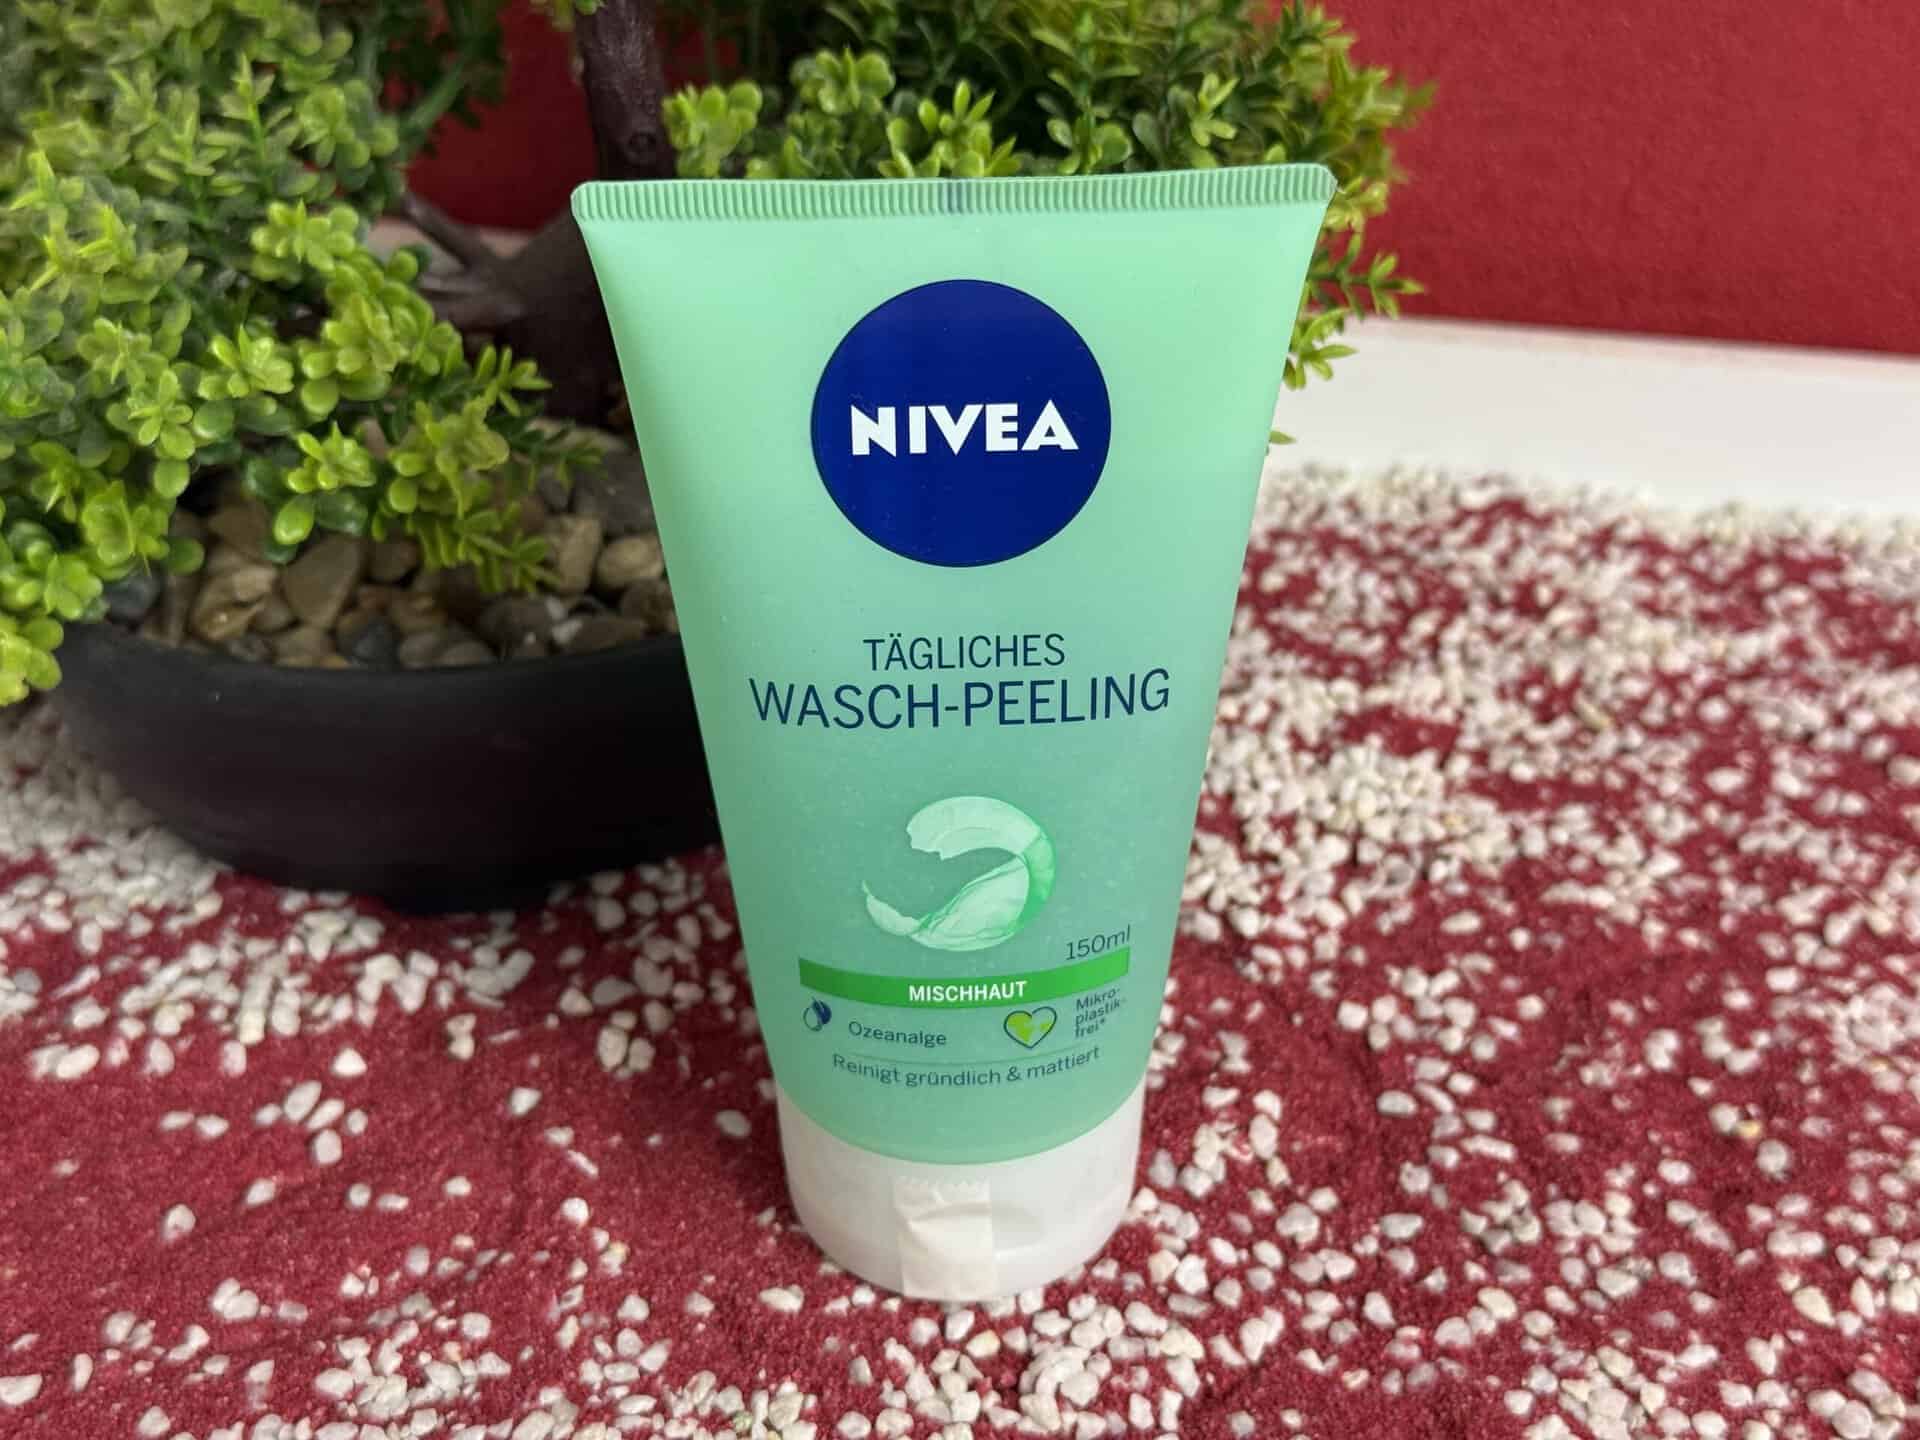 NIVEA
TÄGLICHES
WASCH-PEELING
150ml
MISCHHAUT
Ozeanalge
Mikro-
plastik-
frei*
Reinigt gründlich & mattiert